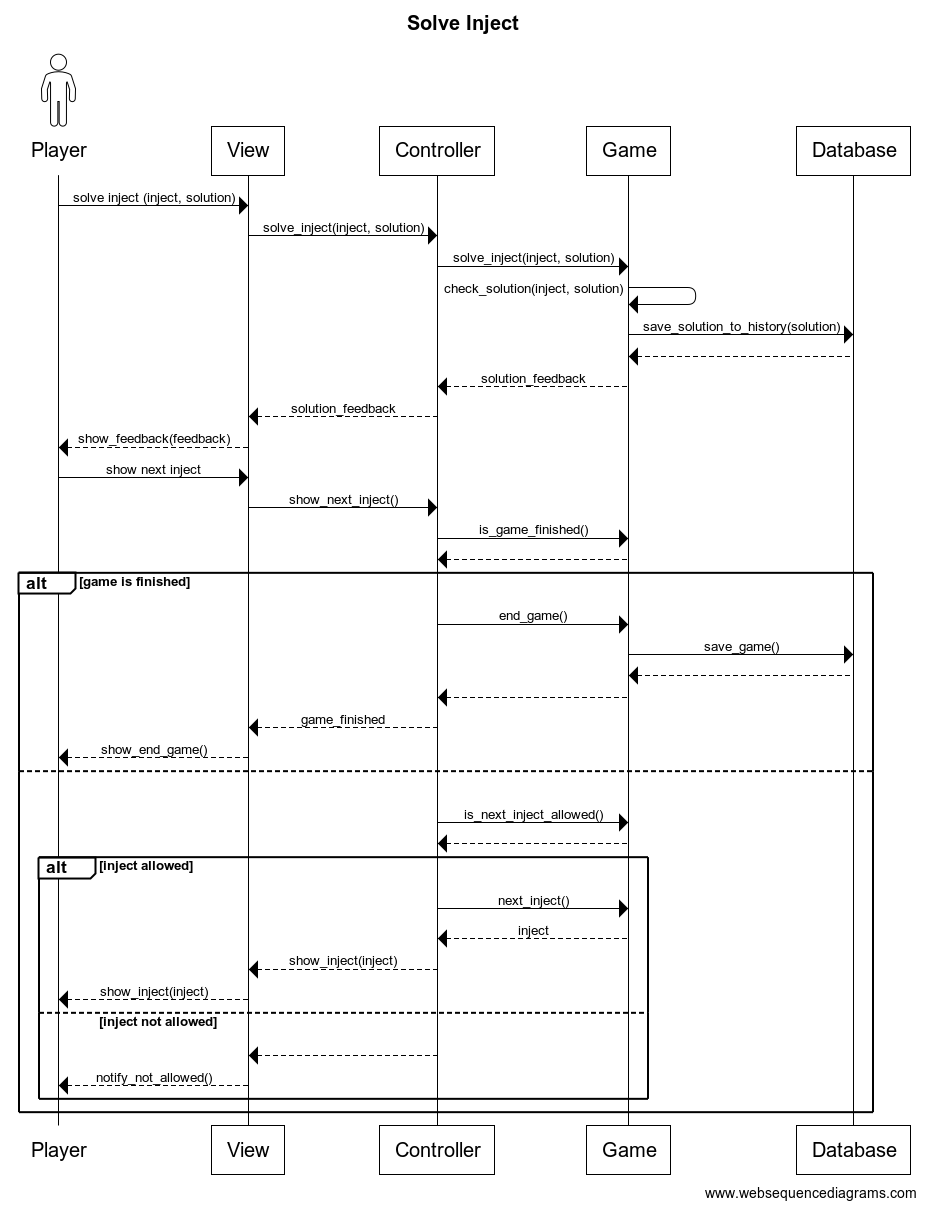 Solve Inject
Player
View
Controller
Game
Database
solve inject (inject, solution)
solve_inject(inject, solution)
solve_inject(inject, solution)
check_solution(inject, solution)
save_solution_to_history(solution)
solution_feedback
solution_feedback
show_feedback(feedback)
show next inject
show_next_inject()
is_game_finished()
alt
[game is finished]
end_game()
save_game()
game_finished
show_end_game()
is_next_inject_allowed()
alt
[inject allowed]
next_inject()
inject
show_inject(inject)
show_inject(inject)
[inject not allowed]
notify_not_allowed()
Player
View
Controller
Game
Database
www.websequencediagrams.com